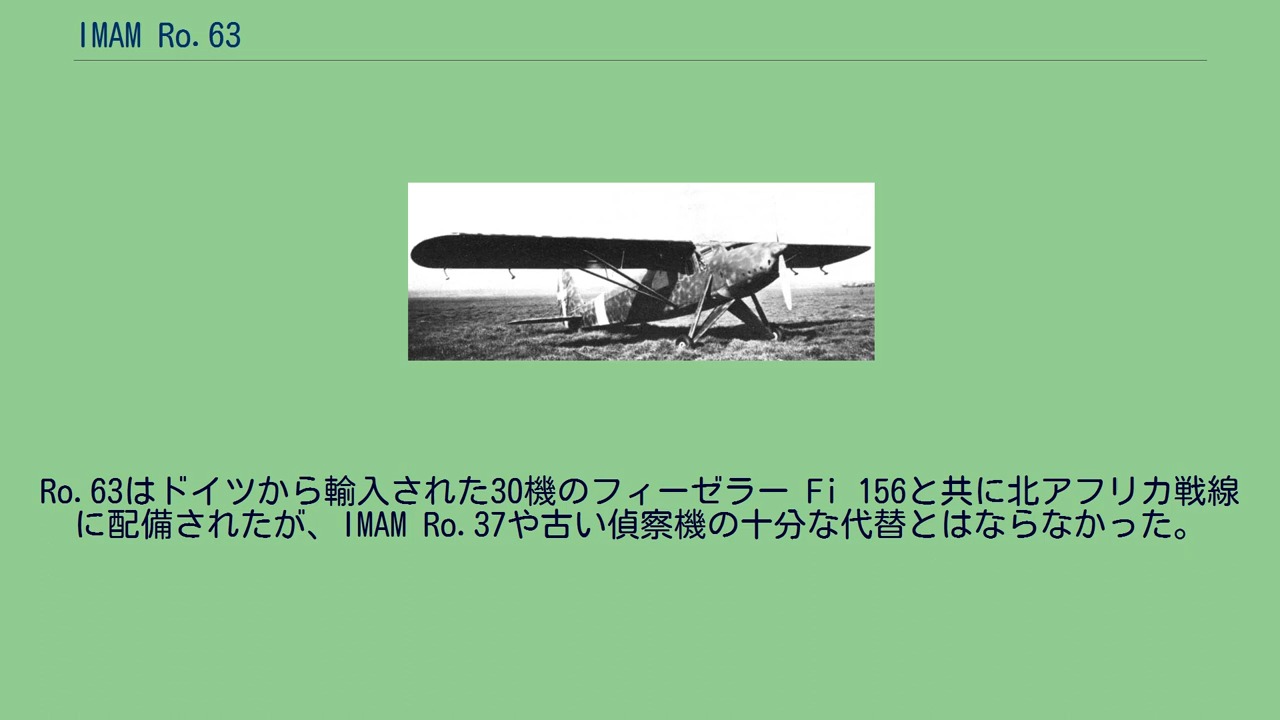 IMAM Ro.63
Ro.63はドイツから輸入された30機のフィーゼラー Fi 156と共に北アフリカ戦線
に配備されたが、IMAM Ro.37や古い偵察機の十分な代替とはならなかった。